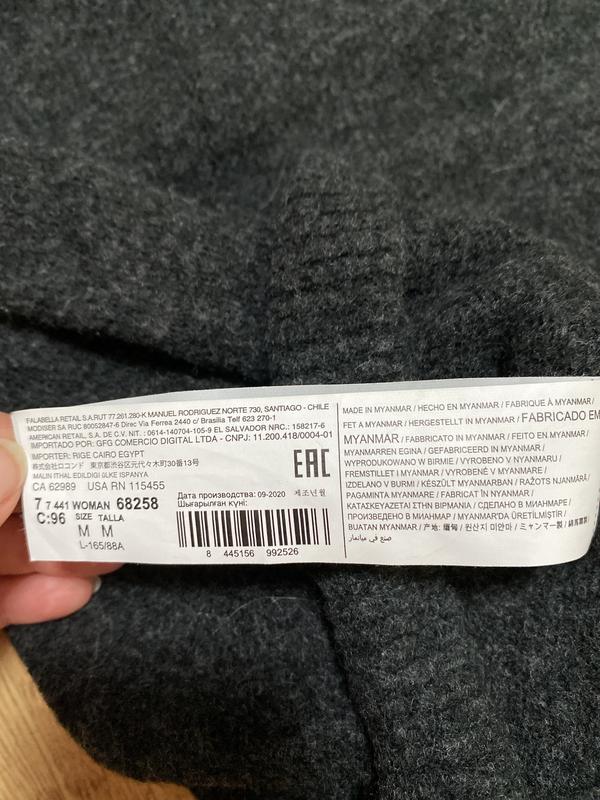 FALABELLA RETAIL S.A.RUT 77.261.280-K MANUEL RODRIGUEZ NORTE 730, SANTIAGO - CHILE
MODISER SA RUC 80052847-6 Direc Via Ferrea 2440 c/ Brasilia Telf 623 270-1
AMERICAN RETAIL, S.A. DE C.V. NIT. : 0614-140704-105-9 EL SALVADOR NRC.: 158217-6
IMPORTADO POR: GFG COMERCIO DIGITAL LTDA - CNPJ: 11.200.418/0004-01
IMPORTER: RIGE CAIRO EGYPT
株式会社ロコンド 東京都渋谷区元代々木町30番13号
MALIN ITHAL EDILDIGI üLKE ISPANYA
CA 62989 USA RN 115455
EAC
7 7 441 WOMAN 68258
C:96 SIZE TALLA
M M
L-165/88A
Дата производства: 09-2020 제조년월
Шығарылған күні:
8 445156 992526
MADE IN MYANMAR / HECHO EN MYANMAR / FABRIQUE À MYANMAR /
FET A MYANMAR / HERGESTELLT IN MYANMAR / FABRICADO EM
MYANMAR / FABBRICATO IN MYANMAR / FEITO EN MYANMAR /
MYANMARREN EGINA / GEFABRICEERD IN MYANMAR /
WYPRODUKOWANO W BIRMIE / VYROBENO V MYANMARU /
FREMSTILLET I MYANMAR / VYROBENÉ V MYANMARE /
IZDELANO V BURMI / KÉSZÜLT MYANMARBAN / RAŽOTS MJANMĀRĀ /
PAGAMINTA MYANMARE / FABRICAT ÎN MYANMAR /
ΚΑΤΑΣΚΕΥΑΖΕΤΑΙ ΣΤΗΝ ΒΙΡΜΑΝΙΑ / СДЕЛАНО В МИАНМАРЕ /
ПРОИЗВЕДЕНО В МИАНМАР / MYANMAR'DA ÜRETİLMİŞTİR /
BUATAN MYANMAR / 产地: 缅甸 / 원산지 미얀마 / ミャンマー製 / 緬甸製造 /
صنع في ميانمار